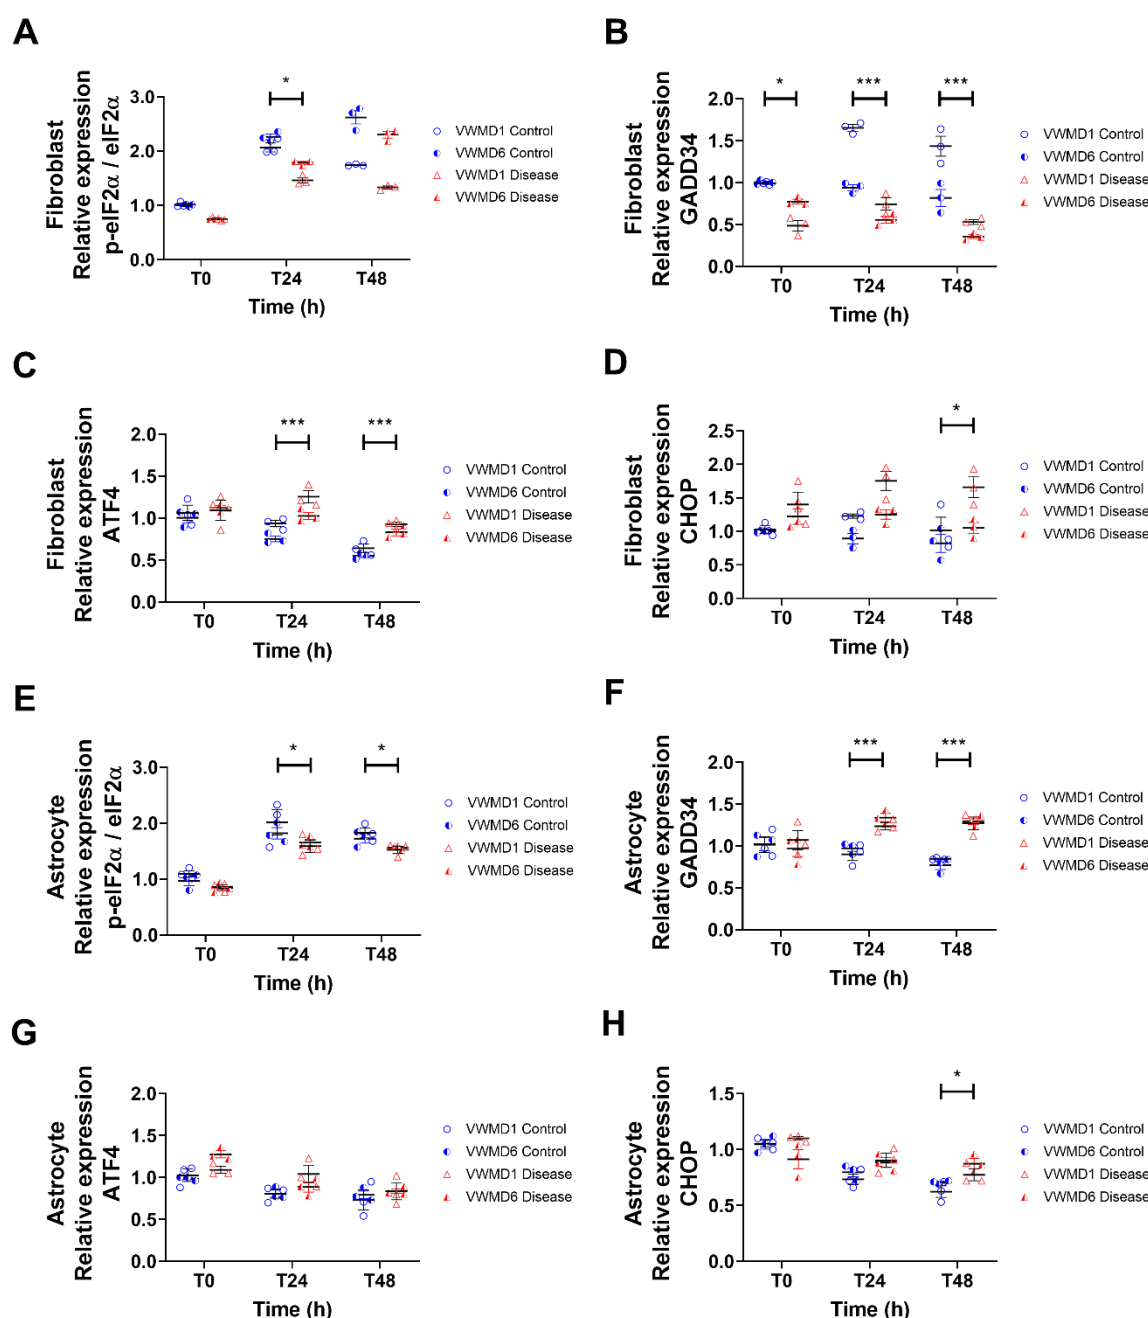 A
Fibroblast
Relative expression
p-eIF2α / eIF2α
3.0
2.0
1.0
0.0
*
T0 T24 T48
Time (h)
VWMD1 Control
VWMD6 Control
VWMD1 Disease
VWMD6 Disease
B
Fibroblast
Relative expression
GADD34
2.0
1.5
1.0
0.5
0.0
* *** ***
T0 T24 T48
Time (h)
VWMD1 Control
VWMD6 Control
VWMD1 Disease
VWMD6 Disease
C
Fibroblast
Relative expression
ATF4
2.0
1.5
1.0
0.5
0.0
*** ***
T0 T24 T48
Time (h)
VWMD1 Control
VWMD6 Control
VWMD1 Disease
VWMD6 Disease
D
Fibroblast
Relative expression
CHOP
2.5
2.0
1.5
1.0
0.5
0.0
*
T0 T24 T48
Time (h)
VWMD1 Control
VWMD6 Control
VWMD1 Disease
VWMD6 Disease
E
Astrocyte
Relative expression
p-eIF2α / eIF2α
3.0
2.0
1.0
0.0
* *
T0 T24 T48
Time (h)
VWMD1 Control
VWMD6 Control
VWMD1 Disease
VWMD6 Disease
F
Astrocyte
Relative expression
GADD34
2.0
1.5
1.0
0.5
0.0
*** ***
T0 T24 T48
Time (h)
VWMD1 Control
VWMD6 Control
VWMD1 Disease
VWMD6 Disease
G
Astrocyte
Relative expression
ATF4
2.0
1.5
1.0
0.5
0.0
T0 T24 T48
Time (h)
VWMD1 Control
VWMD6 Control
VWMD1 Disease
VWMD6 Disease
H
Astrocyte
Relative expression
CHOP
1.5
1.0
0.5
0.0
*
T0 T24 T48
Time (h)
VWMD1 Control
VWMD6 Control
VWMD1 Disease
VWMD6 Disease